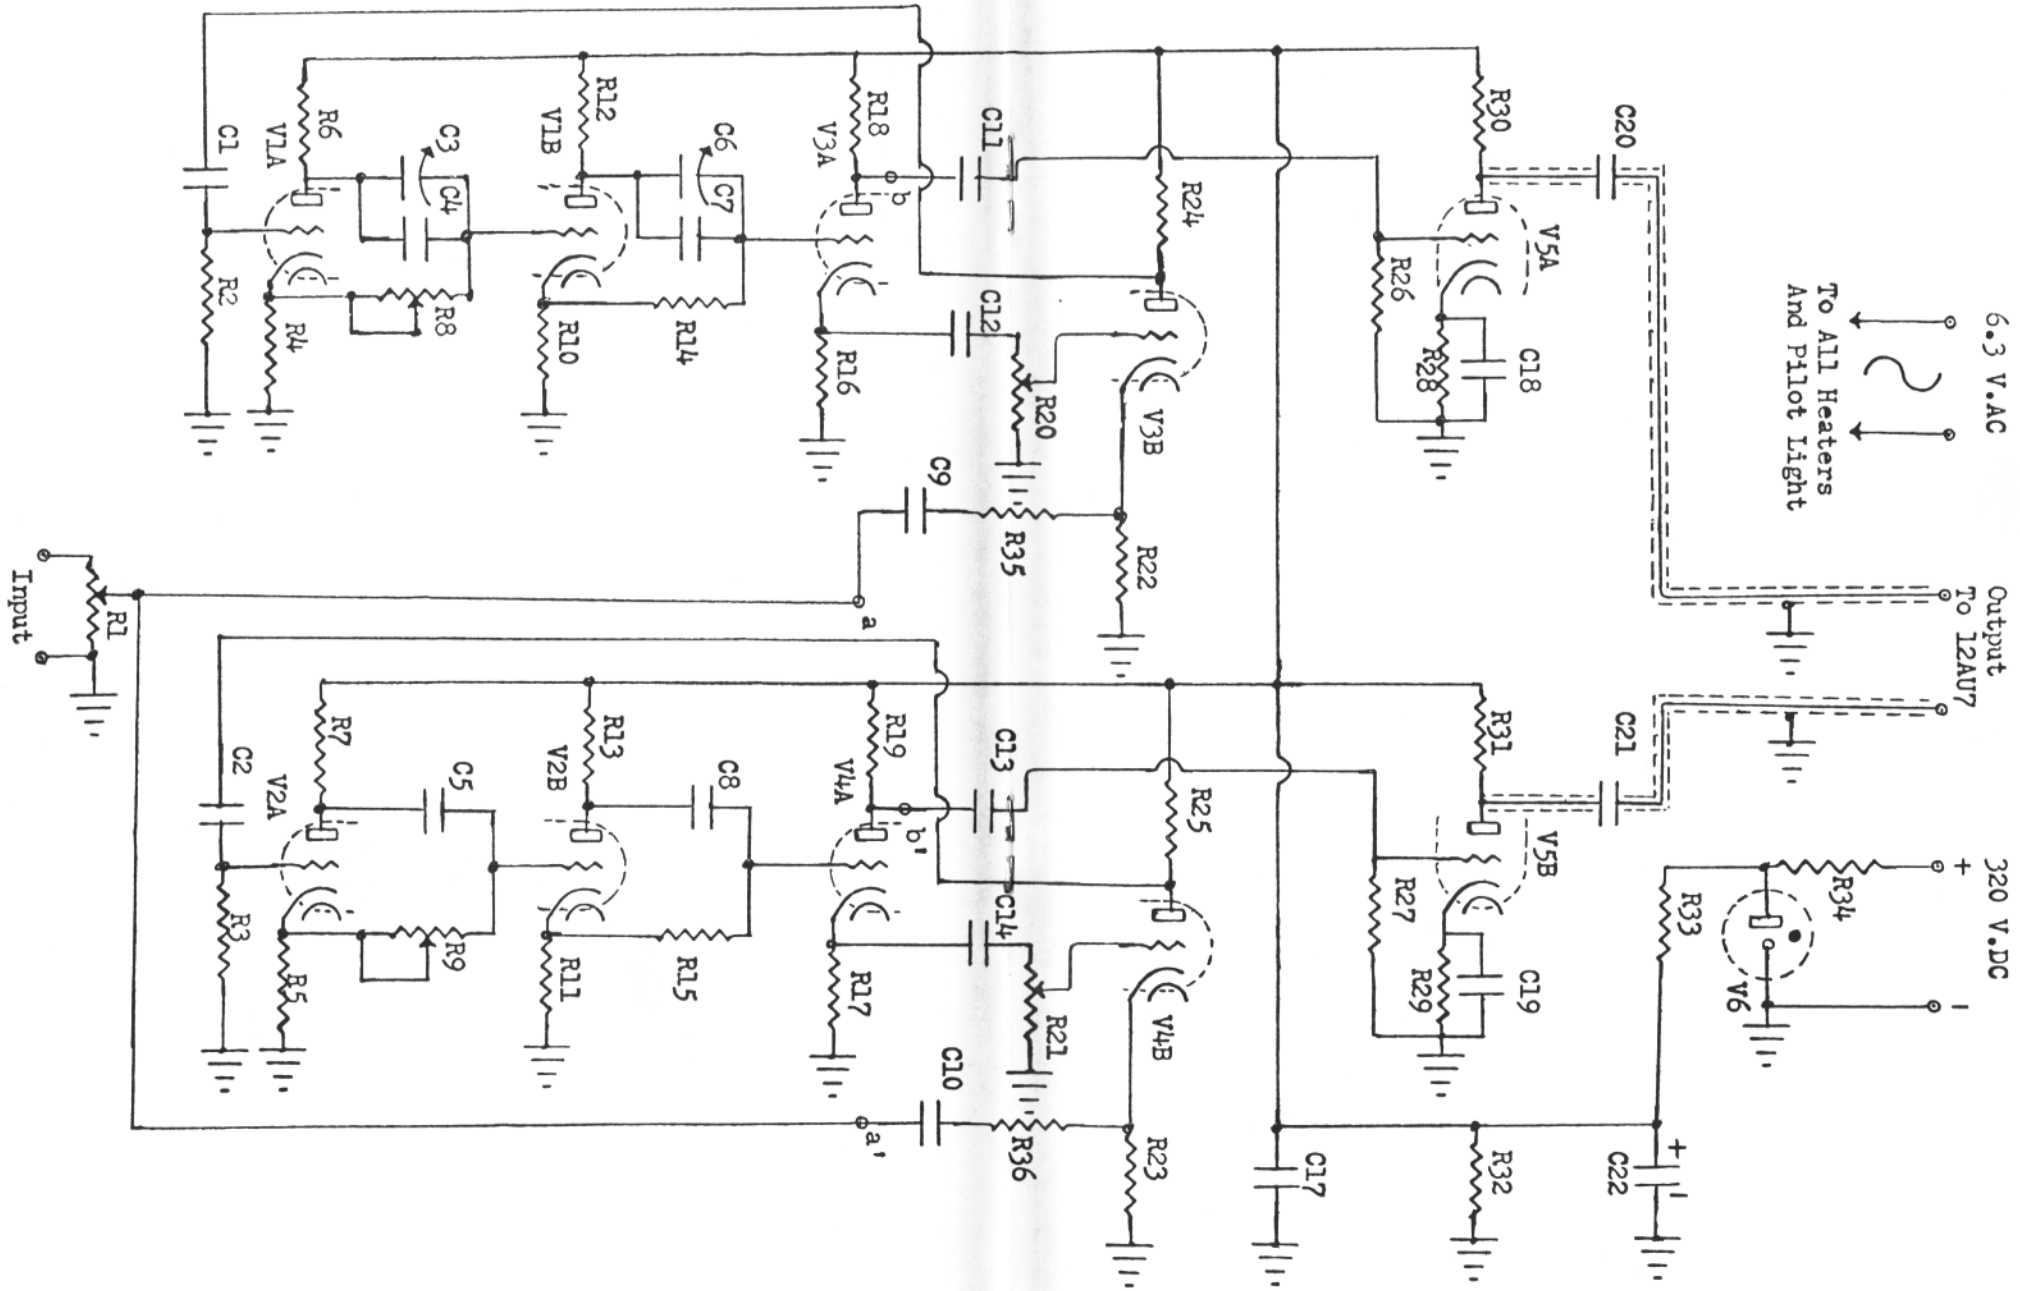 C1
R2
R6
V1A
R4
C3
C4
R8
R12
V1B
R10
C6
C7
R14
R18
V3A
R16
b
C11
C12
R20
R24
V3B
R22
C9
R35
a
R30
V5A
R26
C18
R28
C20
6.3 V.AC
To All Heaters
And Pilot Light
Output
To 12AU7
Input
R1
C2
R3
R7
V2A
R5
C5
R9
R13
V2B
R11
C8
R15
R19
V4A
R17
b'
C13
C14
R21
R25
V4B
R23
C10
R36
a'
R31
V5B
R27
C19
R29
C21
320 V.DC
+
-
R34
R33
V6
C17
R32
C22
+
-